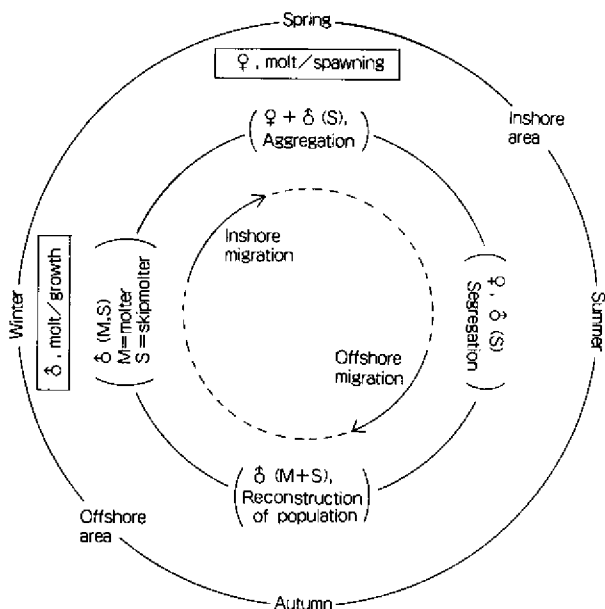 Spring
♀, molt/spawning
(♀ + ♂ (S),
Aggregation)
Inshore
area
Inshore
migration
Winter
♂, molt/growth
(♂ (M,S)
M=molter
S=skipmolter)
(♀, ♂ (S)
Segregation)
Summer
Offshore
migration
(♂ (M+S),
Reconstruction
of population)
Offshore
area
Autumn